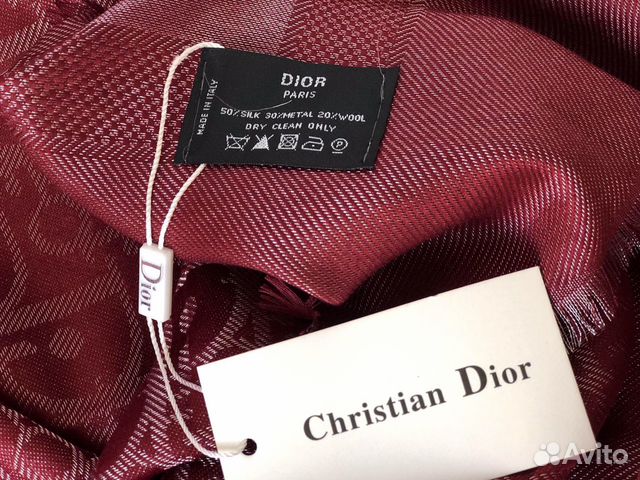 DIOR
PARIS
MADE IN ITALY
50%SILK 30%METAL 20%WOOL
DRY CLEAN ONLY
P
Dior
Christian Dior
Avito